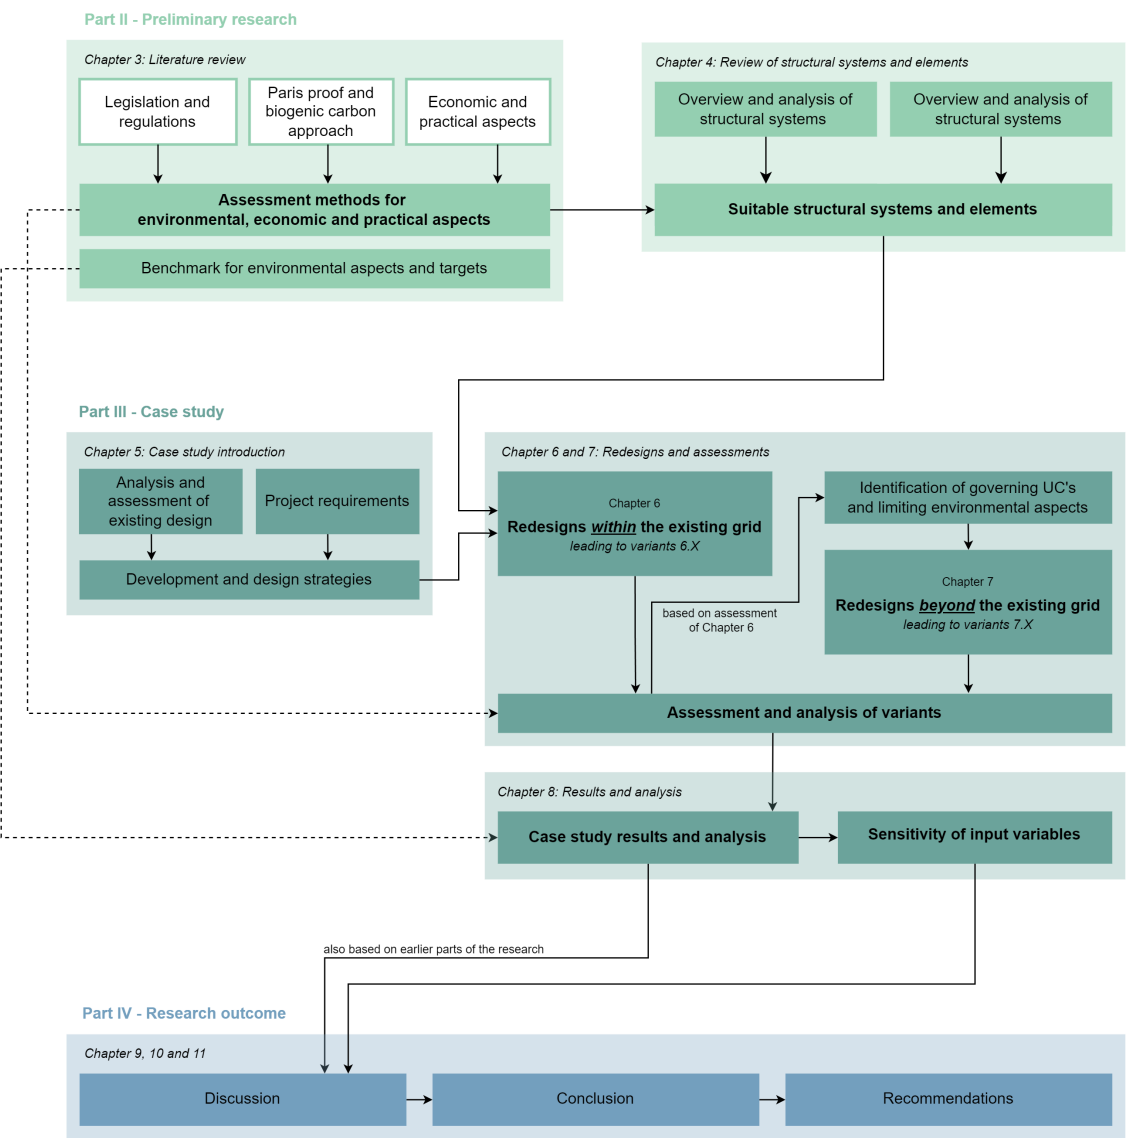 Part II - Preliminary research
Chapter 3: Literature review
Legislation and
regulations
Paris proof and
biogenic carbon
approach
Economic and
practical aspects
Assessment methods for
environmental, economic and practical aspects
Benchmark for environmental aspects and targets
Chapter 4: Review of structural systems and elements
Overview and analysis of
structural systems
Overview and analysis of
structural systems
Suitable structural systems and elements
Part III - Case study
Chapter 5: Case study introduction
Analysis and
assessment of
existing design
Project requirements
Development and design strategies
Chapter 6 and 7: Redesigns and assessments
Chapter 6
Redesigns within the existing grid
leading to variants 6.X
based on assessment
of Chapter 6
Identification of governing UC's
and limiting environmental aspects
Chapter 7
Redesigns beyond the existing grid
leading to variants 7.X
Assessment and analysis of variants
Chapter 8: Results and analysis
Case study results and analysis
Sensitivity of input variables
also based on earlier parts of the research
Part IV - Research outcome
Chapter 9, 10 and 11
Discussion
Conclusion
Recommendations